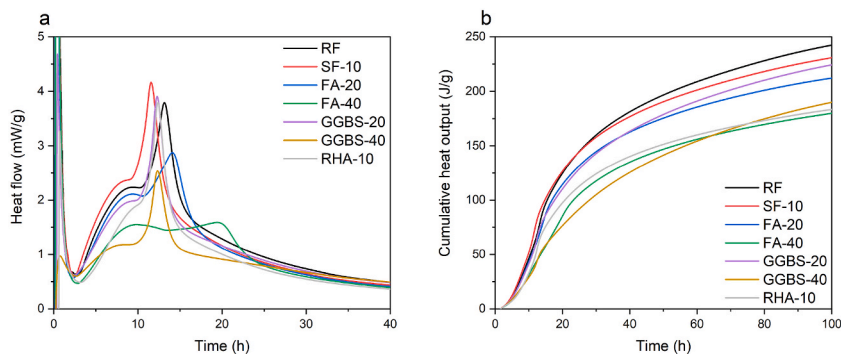 a
5
4
3
2
1
0
0
10
20
30
40
Heat flow (mW/g)
Time (h)
RF
SF-10
FA-20
FA-40
GGBS-20
GGBS-40
RHA-10
b
250
200
150
100
50
0
0
20
40
60
80
100
Cumulative heat output (J/g)
Time (h)
RF
SF-10
FA-20
FA-40
GGBS-20
GGBS-40
RHA-10